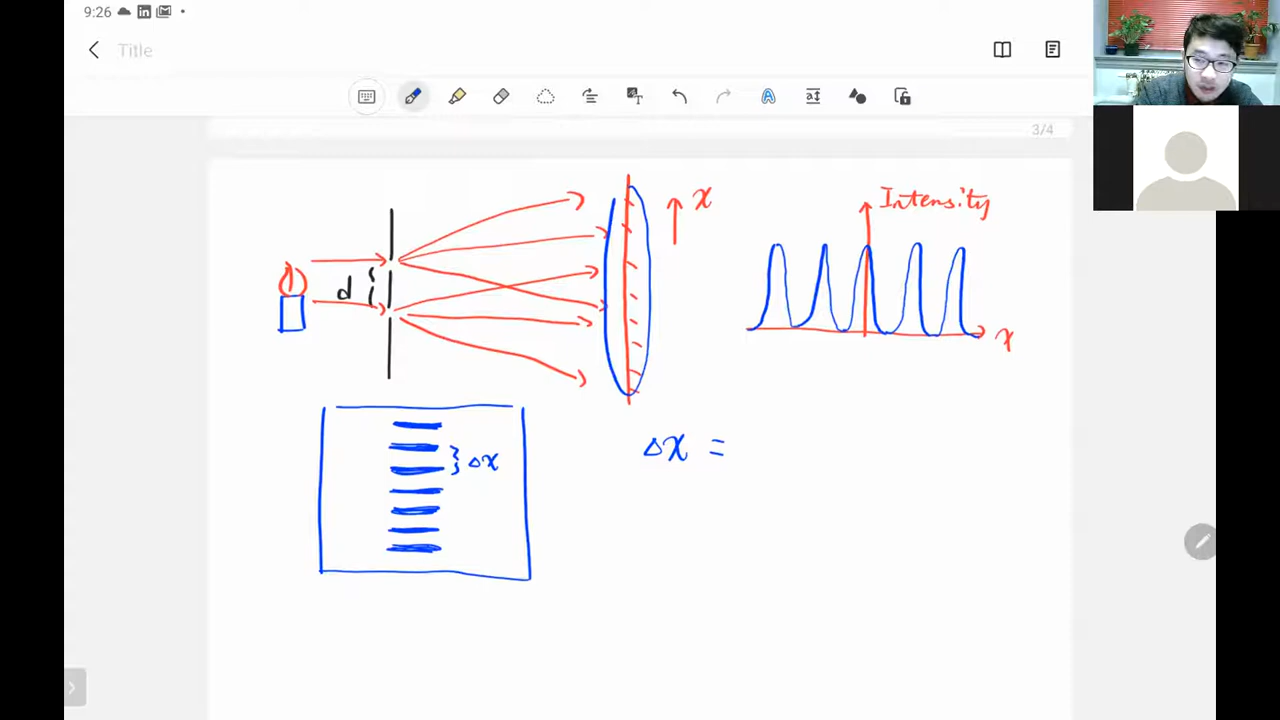 9:26
Title
3/4
x
Intensity
d
x
Δx
Δx =